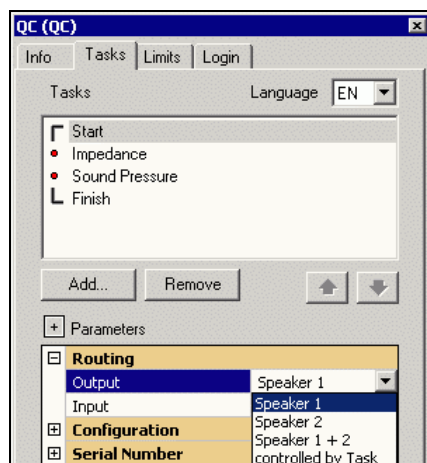 QC (QC)
Info Tasks Limits Login
Tasks Language EN
Start
Impedance
Sound Pressure
Finish
Add... Remove
Parameters
Routing
Output Speaker 1
Input Speaker 1
Speaker 2
Configuration Speaker 1 + 2
Serial Number controlled by Task